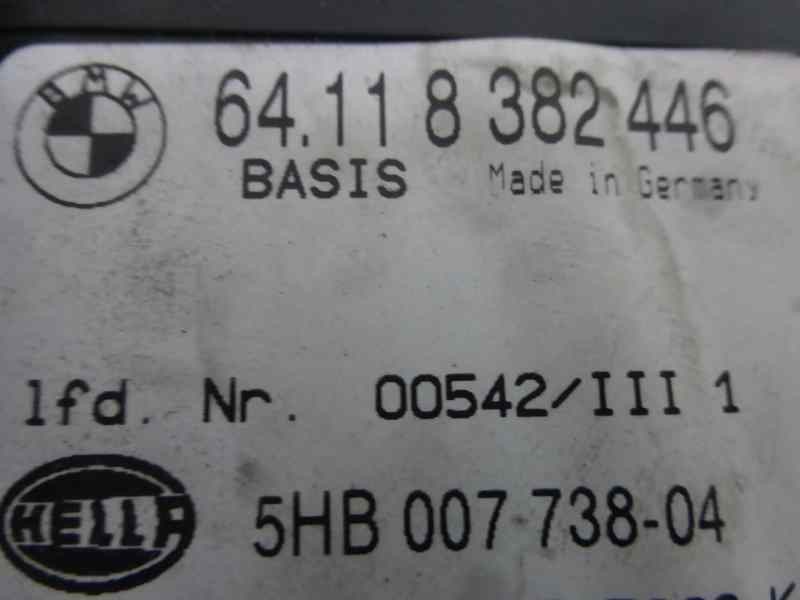 BMW
64.11 8 382 446
BASIS Made in Germany
lfd. Nr. 00542/III 1
HELLA
5HB 007 738-04